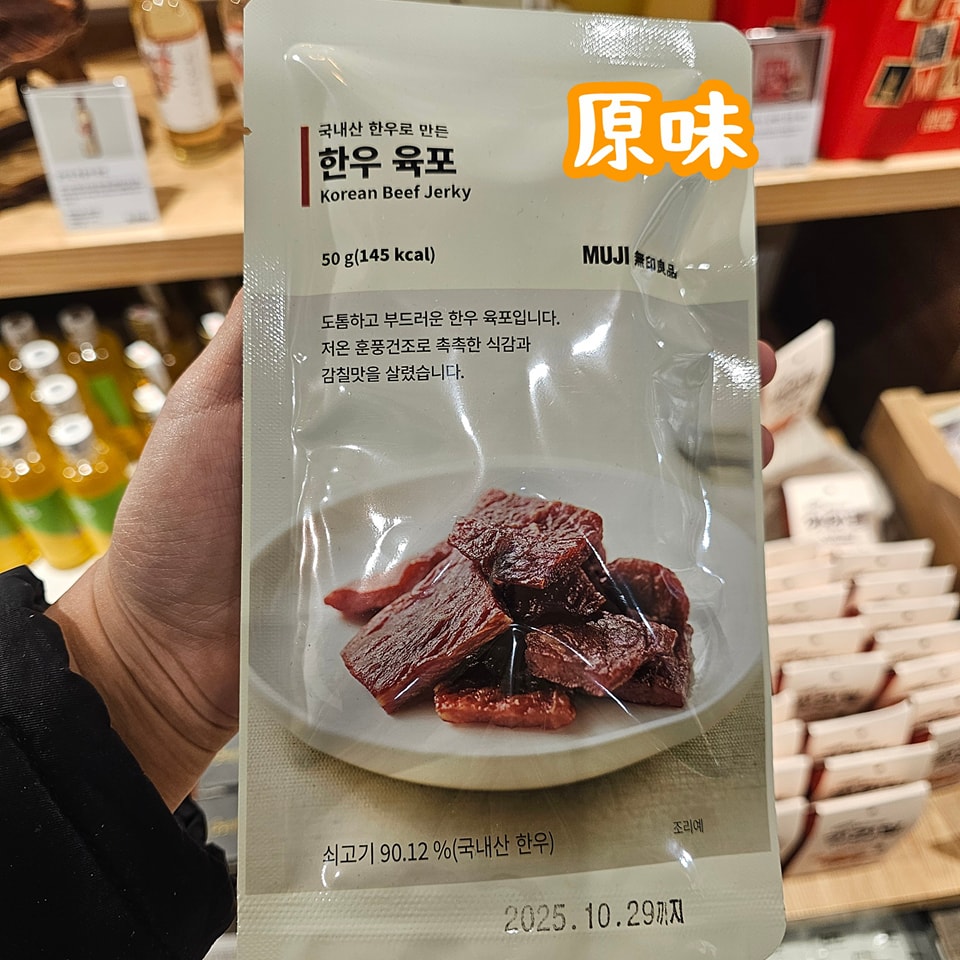 原味
국내산 한우로 만든
한우 육포
Korean Beef Jerky
50 g(145 kcal)
MUJI 無印良品
도톰하고 부드러운 한우 육포입니다.
저온 훈풍건조로 촉촉한 식감과
감칠맛을 살렸습니다.
조리예
쇠고기 90.12 %(국내산 한우)
2025.10.29까지